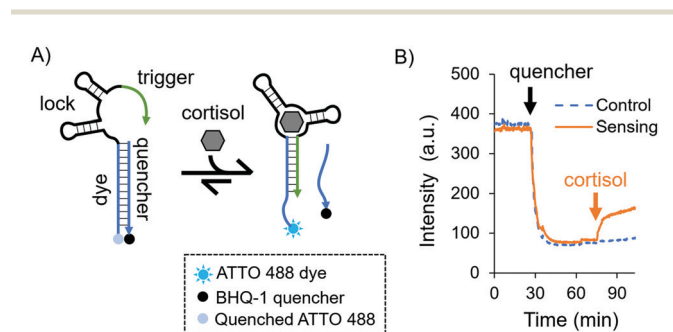 A)
trigger
lock
cortisol
dye
quencher
ATTO 488 dye
BHQ-1 quencher
Quenched ATTO 488
B)
500
400
300
200
100
0
Intensity (a.u.)
quencher
Control
Sensing
cortisol
0 30 60 90
Time (min)